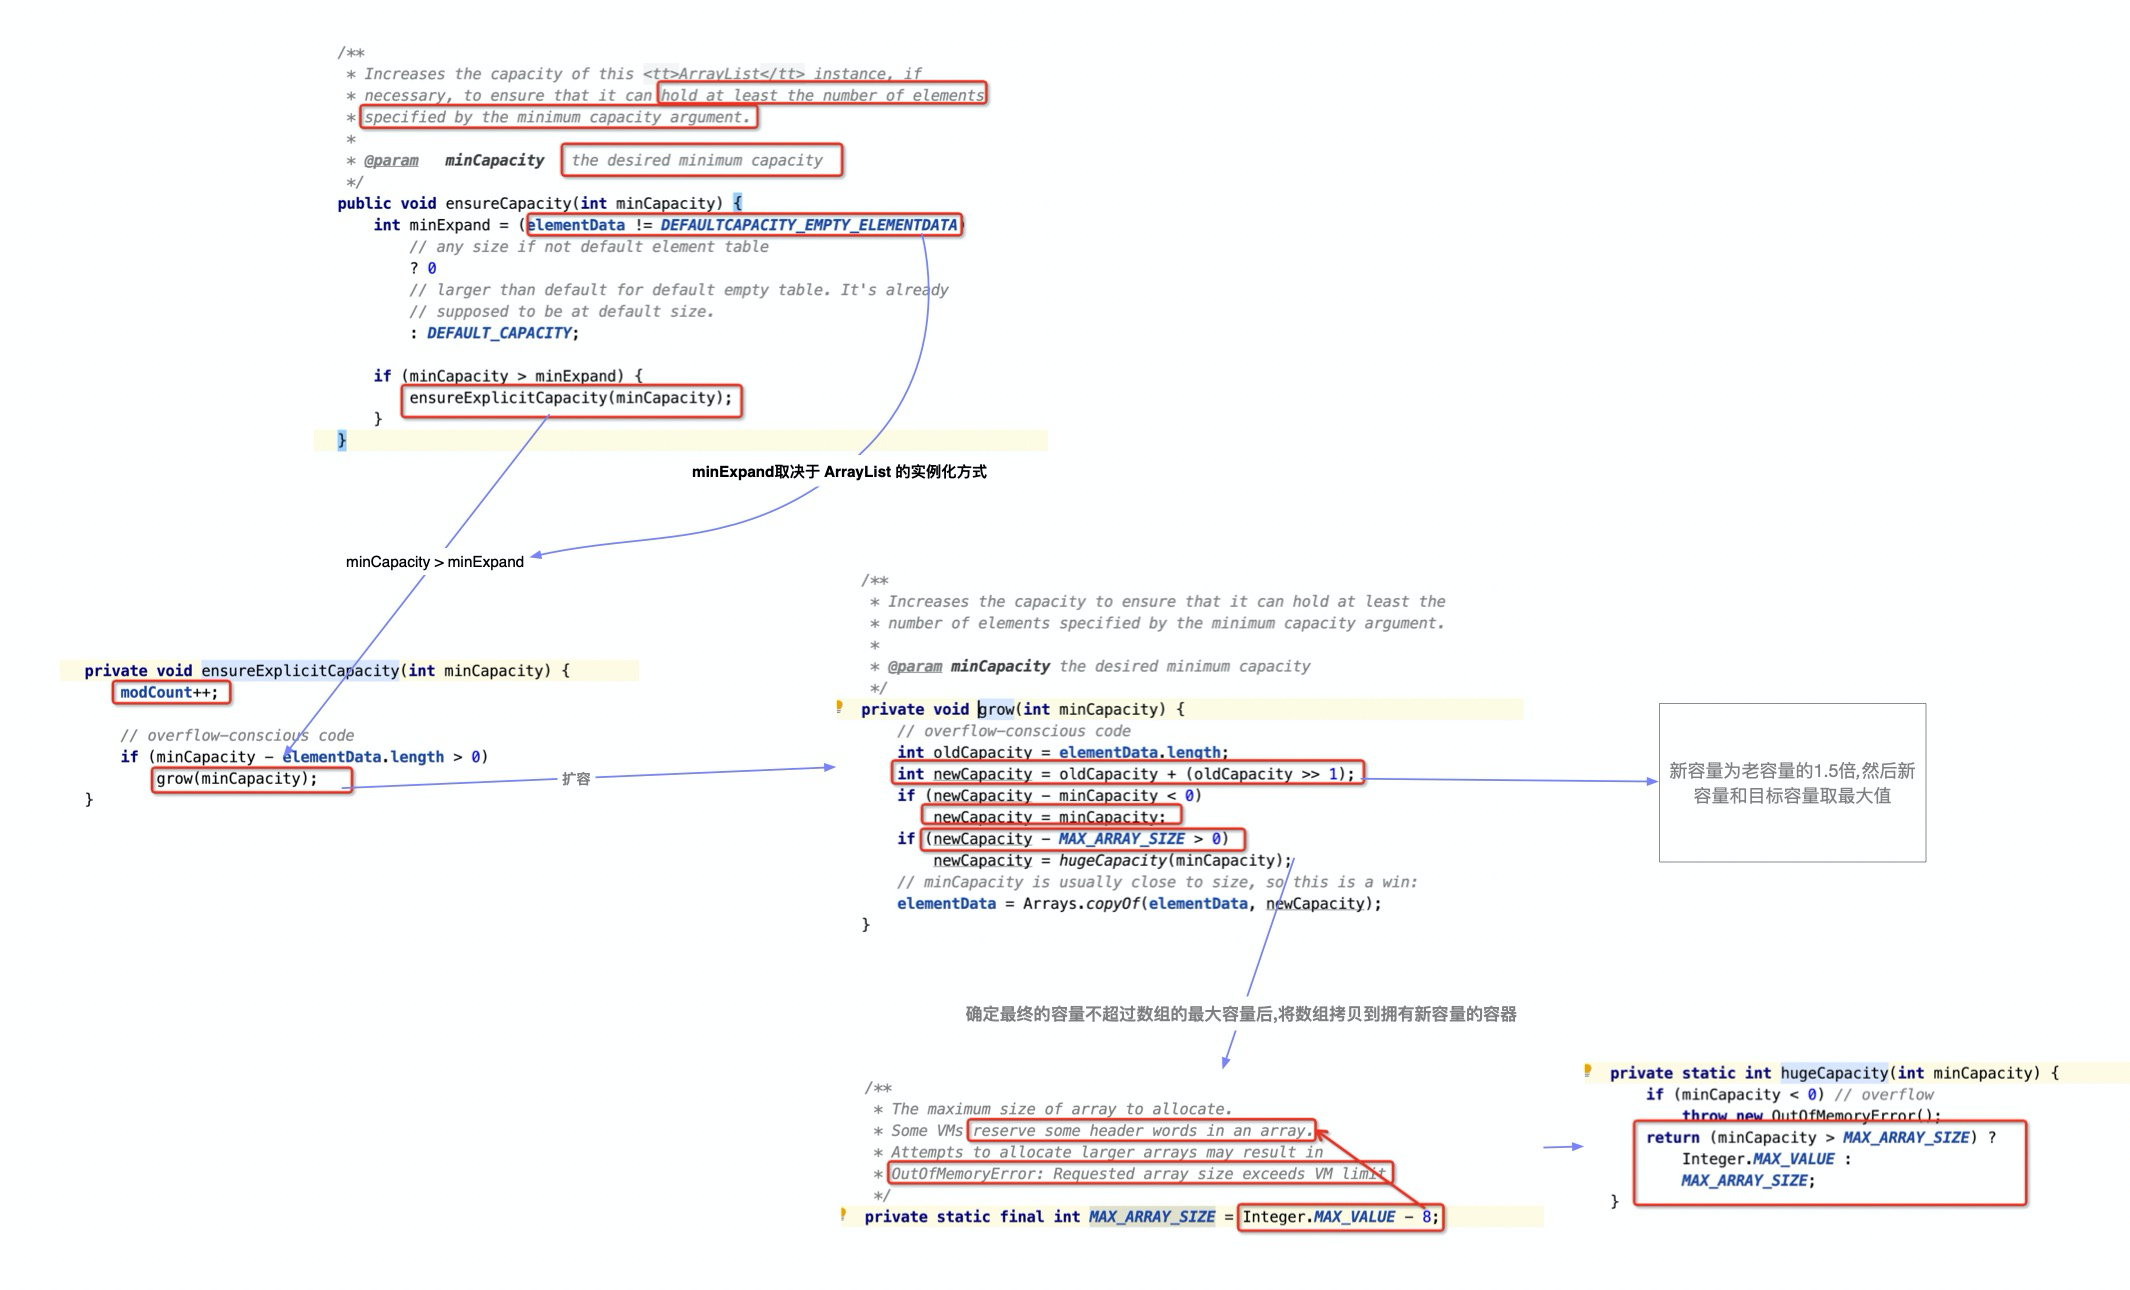 /**
 * Increases the capacity of this <tt>ArrayList</tt> instance, if
 * necessary, to ensure that it can hold at least the number of elements
 * specified by the minimum capacity argument.
 *
 * @param   minCapacity   the desired minimum capacity
 */
public void ensureCapacity(int minCapacity) {
    int minExpand = (elementData != DEFAULTCAPACITY_EMPTY_ELEMENTDATA)
        // any size if not default element table
        ? 0
        // larger than default for default empty table. It's already
        // supposed to be at default size.
        : DEFAULT_CAPACITY;

    if (minCapacity > minExpand) {
        ensureExplicitCapacity(minCapacity);
    }
}
minExpand取决于 ArrayList 的实例化方式
minCapacity > minExpand
private void ensureExplicitCapacity(int minCapacity) {
    modCount++;

    // overflow-conscious code
    if (minCapacity - elementData.length > 0)
        grow(minCapacity);
}
扩容
/**
 * Increases the capacity to ensure that it can hold at least the
 * number of elements specified by the minimum capacity argument.
 *
 * @param minCapacity the desired minimum capacity
 */
private void grow(int minCapacity) {
    // overflow-conscious code
    int oldCapacity = elementData.length;
    int newCapacity = oldCapacity + (oldCapacity >> 1);
    if (newCapacity - minCapacity < 0)
        newCapacity = minCapacity;
    if (newCapacity - MAX_ARRAY_SIZE > 0)
        newCapacity = hugeCapacity(minCapacity);
    // minCapacity is usually close to size, so this is a win:
    elementData = Arrays.copyOf(elementData, newCapacity);
}
新容量为老容量的1.5倍,然后新
容量和目标容量取最大值
确定最终的容量不超过数组的最大容量后,将数组拷贝到拥有新容量的容器
/**
 * The maximum size of array to allocate.
 * Some VMs reserve some header words in an array.
 * Attempts to allocate larger arrays may result in
 * OutOfMemoryError: Requested array size exceeds VM limit
 */
private static final int MAX_ARRAY_SIZE = Integer.MAX_VALUE - 8;
private static int hugeCapacity(int minCapacity) {
    if (minCapacity < 0) // overflow
        throw new OutOfMemoryError();
    return (minCapacity > MAX_ARRAY_SIZE) ?
        Integer.MAX_VALUE :
        MAX_ARRAY_SIZE;
}